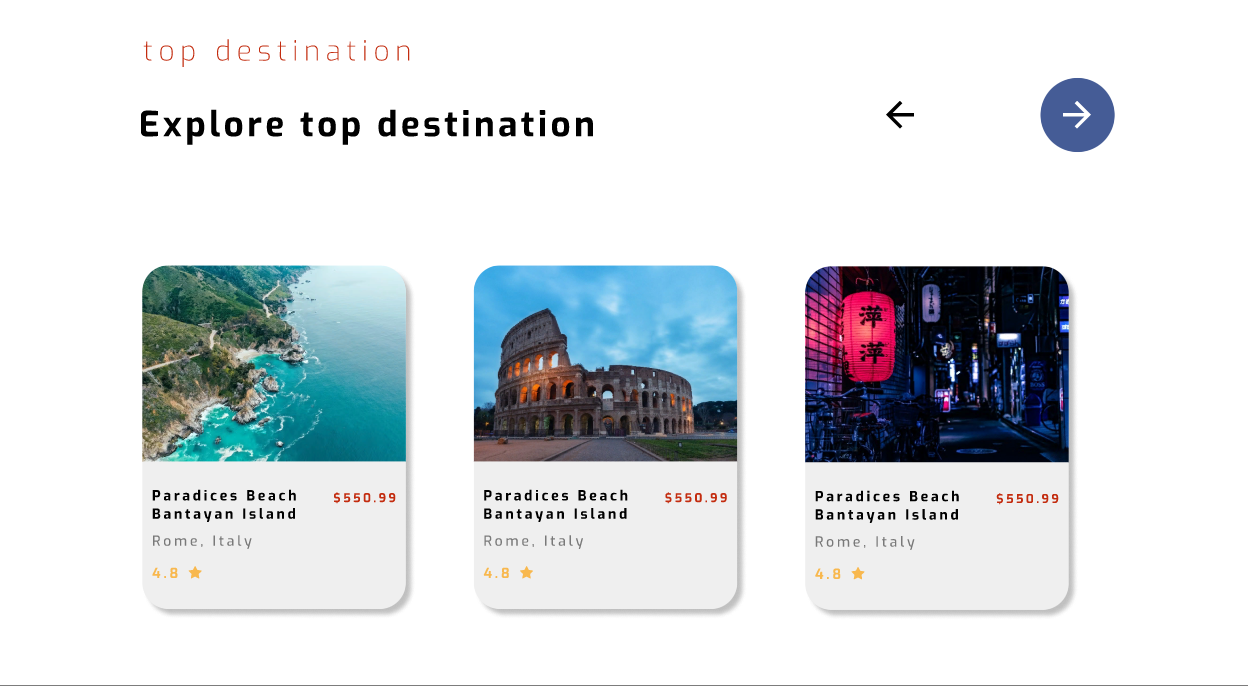 top destination
Explore top destination
萍
萍
Paradices Beach
Bantayan Island
$550.99
Rome, Italy
4.8
Paradices Beach
Bantayan Island
$550.99
Rome, Italy
4.8
Paradices Beach
Bantayan Island
$550.99
Rome, Italy
4.8